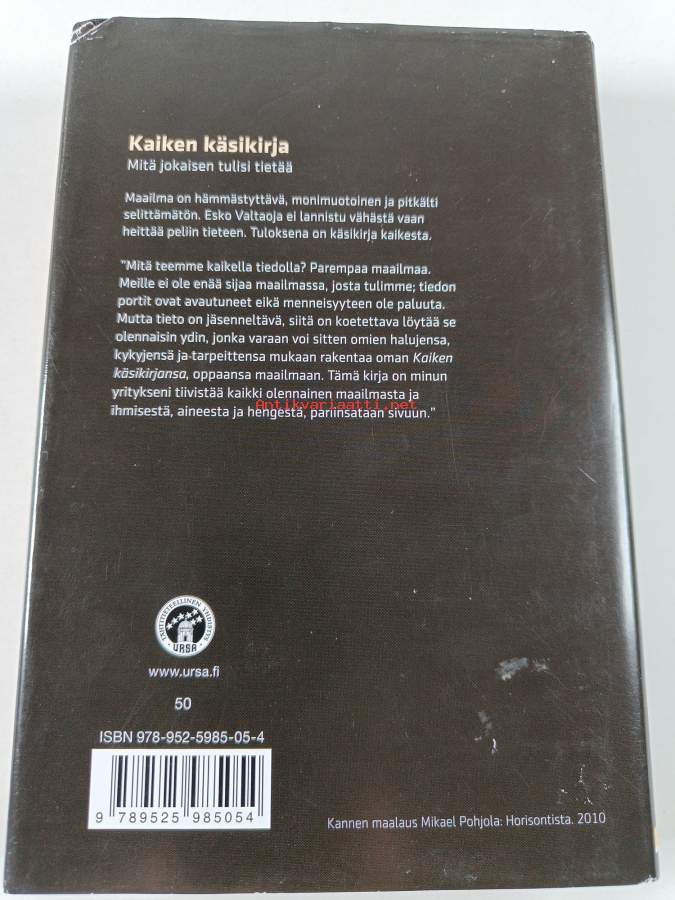 Kaiken käsikirja
Mitä jokaisen tulisi tietää
Maailma on hämmästyttävä, monimuotoinen ja pitkälti
selittämätön. Esko Valtaoja ei lannistu vähästä vaan
heittää peliin tieteen. Tuloksena on käsikirja kaikesta.
"Mitä teemme kaikella tiedolla? Parempaa maailmaa.
Meille ei ole enää sijaa maailmassa, josta tulimme; tiedon
portit ovat avautuneet eikä menneisyyteen ole paluuta.
Mutta tieto on jäsenneltävä, siitä on koetettava löytää se
olennaisin ydin, jonka varaan voi sitten omien halujensa,
kykyjensä ja tarpeittensa mukaan rakentaa oman Kaiken
käsikirjansa, oppaansa maailmaan. Tämä kirja on minun
yritykseni tiivistää kaikki olennainen maailmasta ja
Antikvariaatti.net
ihmisestä, aineesta ja hengestä, pariinsataan sivuun."
TÄHTITIETEELLINEN YHDISTYS
URSA
www.ursa.fi
50
ISBN 978-952-5985-05-4
9 789525 985054
Kannen maalaus Mikael Pohjola: Horisontista. 2010